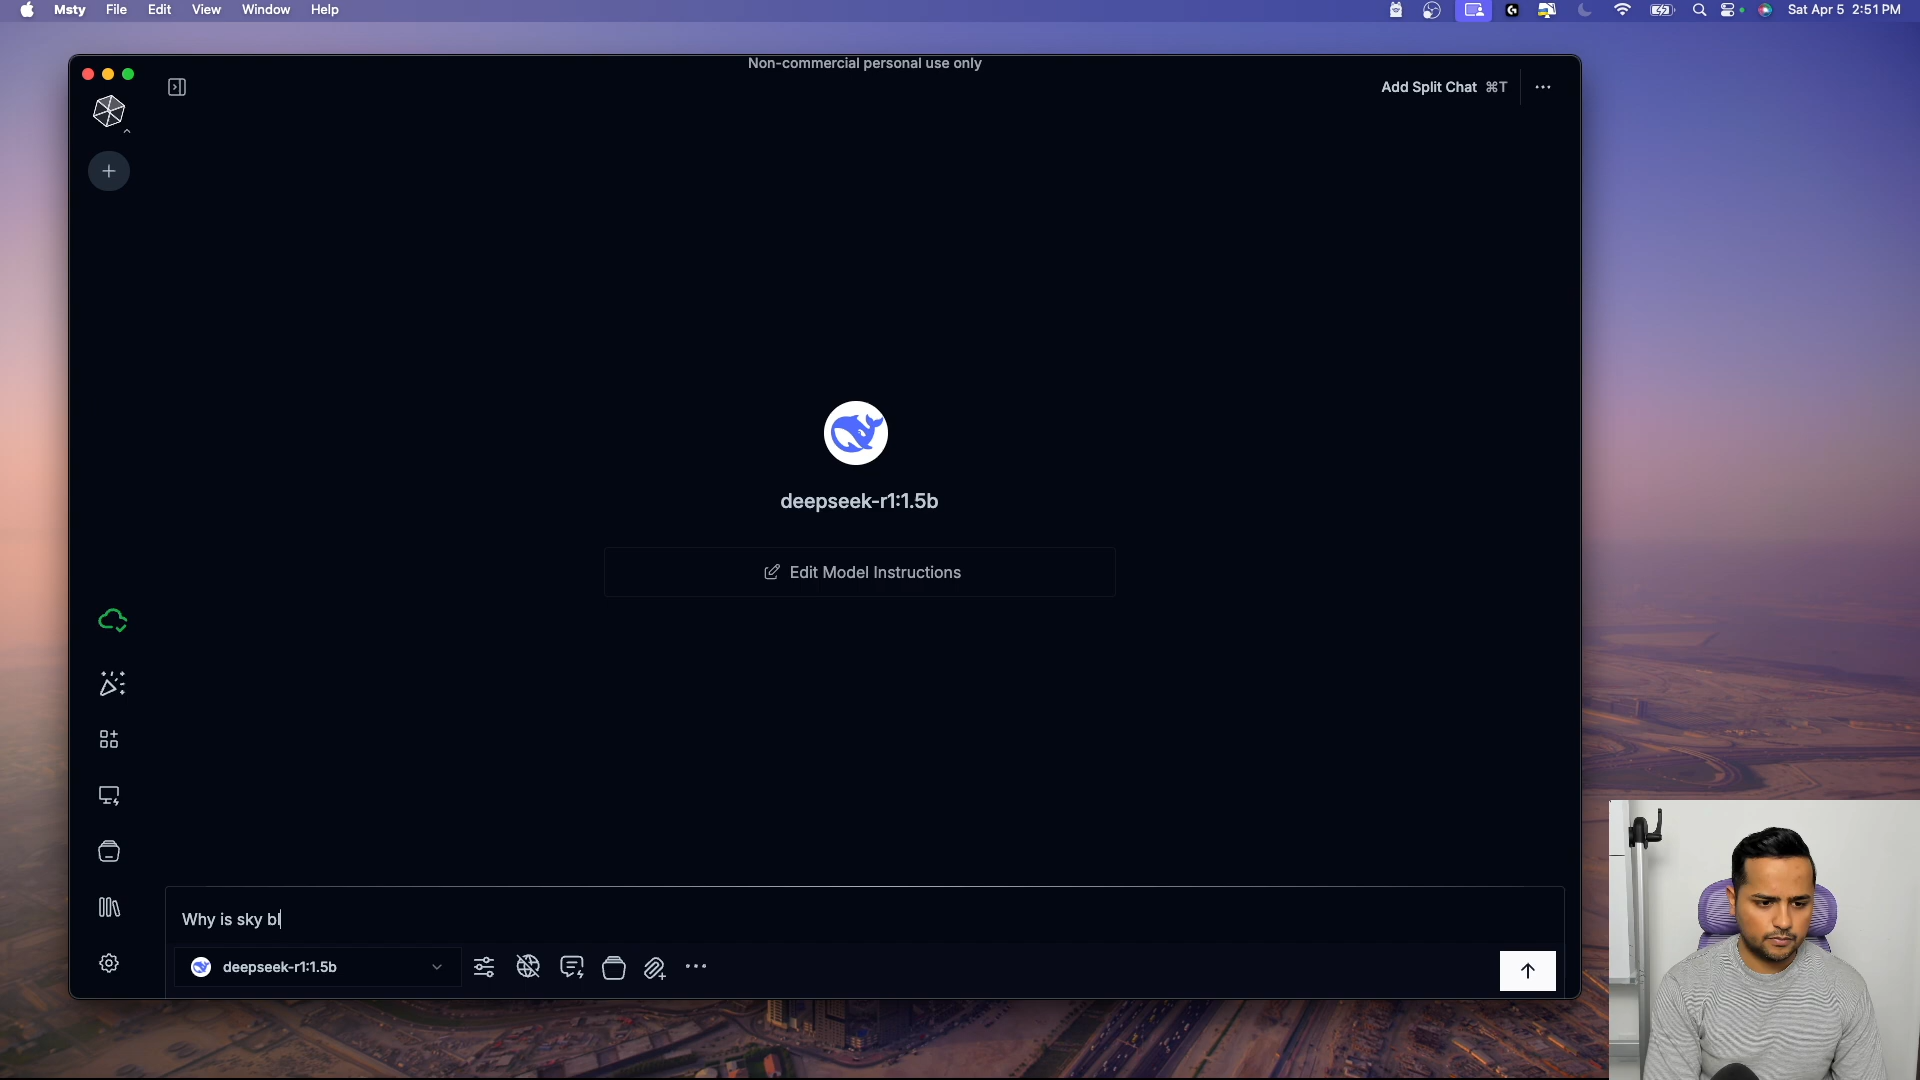 Msty File Edit View Window Help
Sat Apr 5 2:51 PM
Non-commercial personal use only
Add Split Chat ⌘T
deepseek-r1:1.5b
Edit Model Instructions
Why is sky bl
deepseek-r1:1.5b